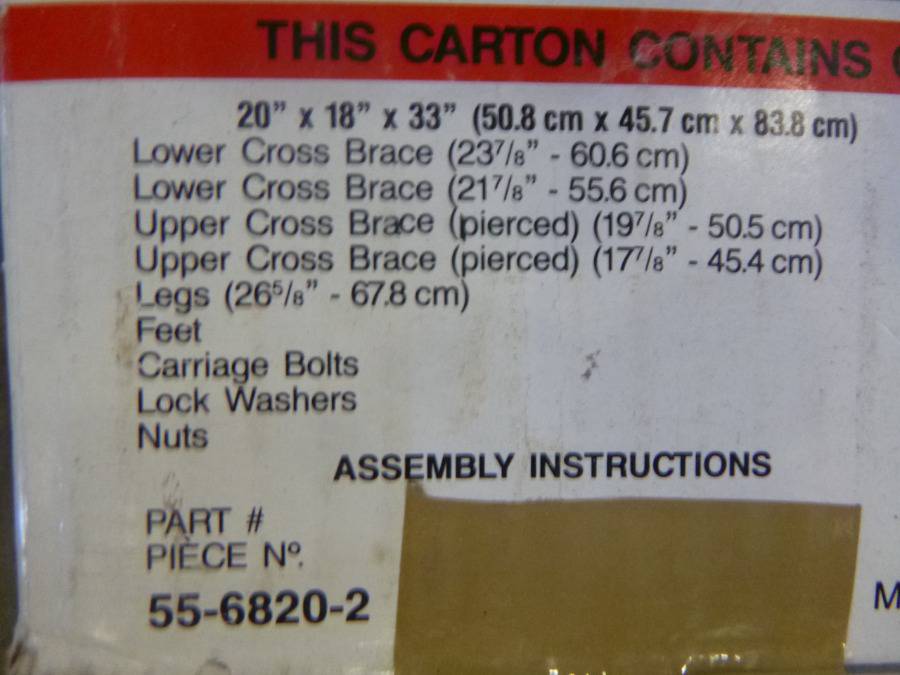 THIS CARTON CONTAINS
20” x 18” x 33” (50.8 cm x 45.7 cm x 83.8 cm)
Lower Cross Brace (23⁷/₈” - 60.6 cm)
Lower Cross Brace (21⁷/₈” - 55.6 cm)
Upper Cross Brace (pierced) (19⁷/₈” - 50.5 cm)
Upper Cross Brace (pierced) (17⁷/₈” - 45.4 cm)
Legs (26⁵/₈” - 67.8 cm)
Feet
Carriage Bolts
Lock Washers
Nuts
ASSEMBLY INSTRUCTIONS
PART #
PIÈCE Nº.
55-6820-2